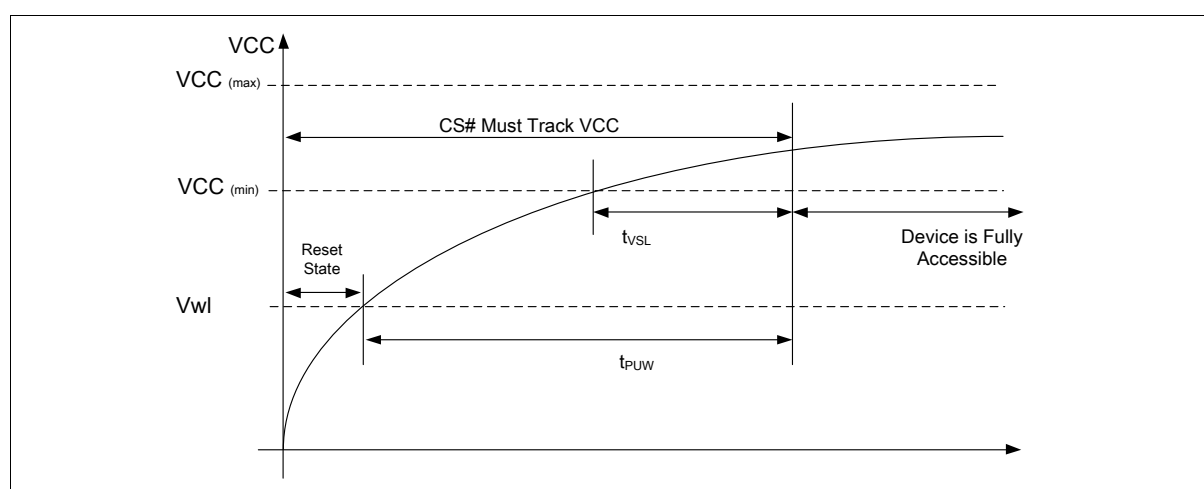 VCC
VCC (max)
CS# Must Track VCC
VCC (min)
tVSL
Device is Fully
Accessible
Reset
State
Vwl
tPUW